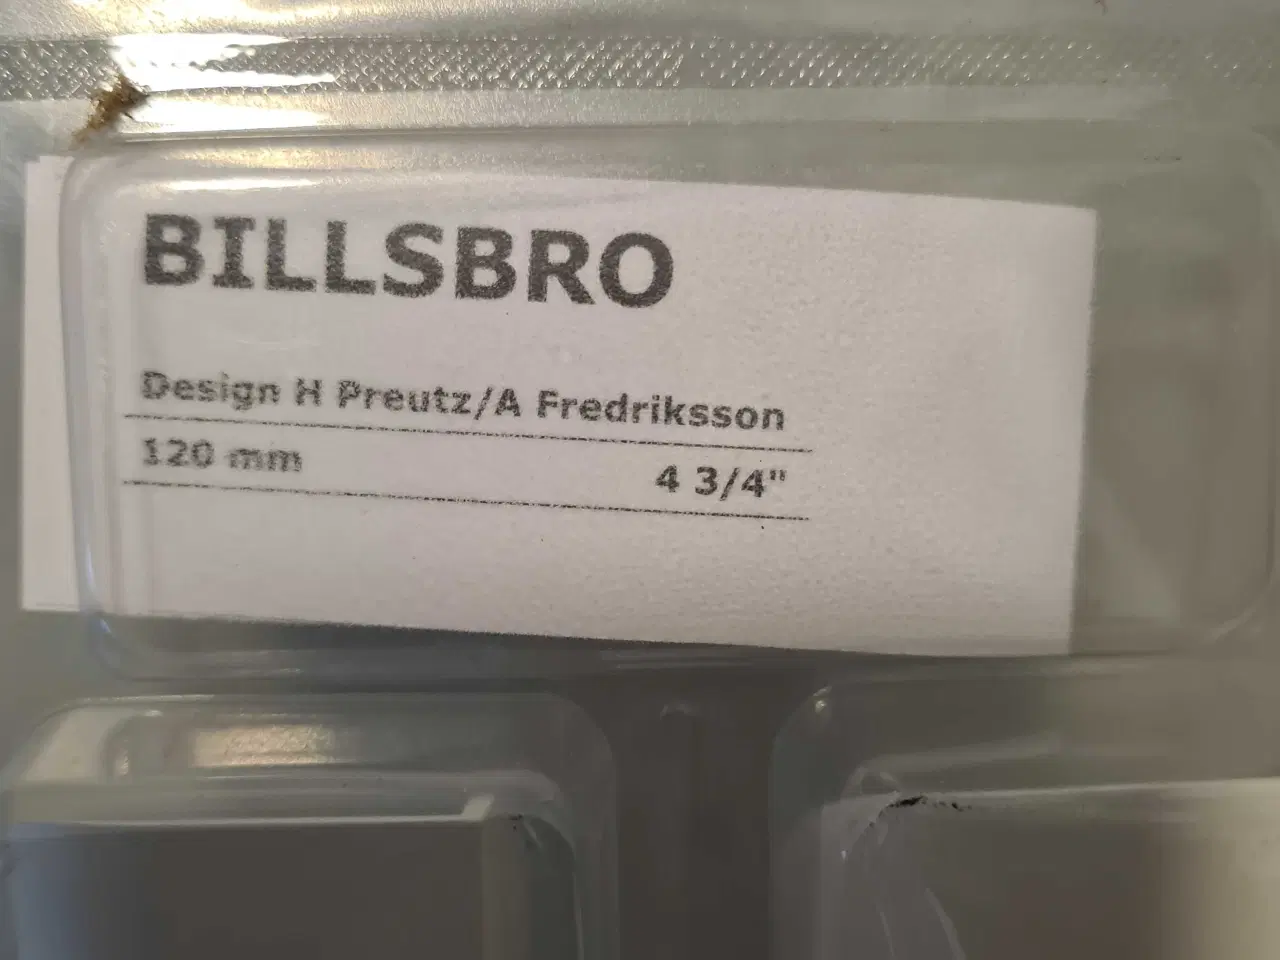 BILLSBRO
Design H Preutz/A Fredriksson
120 mm 4 3/4"